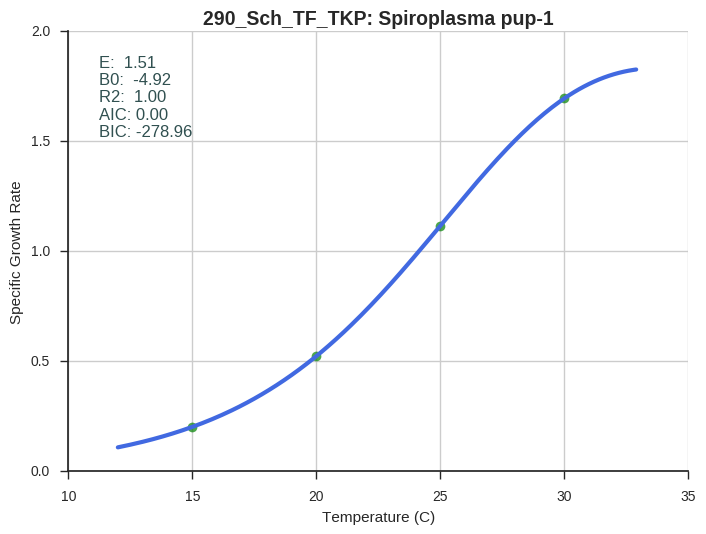 290_Sch_TF_TKP: Spiroplasma pup-1
E:  1.51
B0:  -4.92
R2:  1.00
AIC: 0.00
BIC: -278.96
2.0
1.5
1.0
0.5
0.0
Specific Growth Rate
10 15 20 25 30 35
Temperature (C)